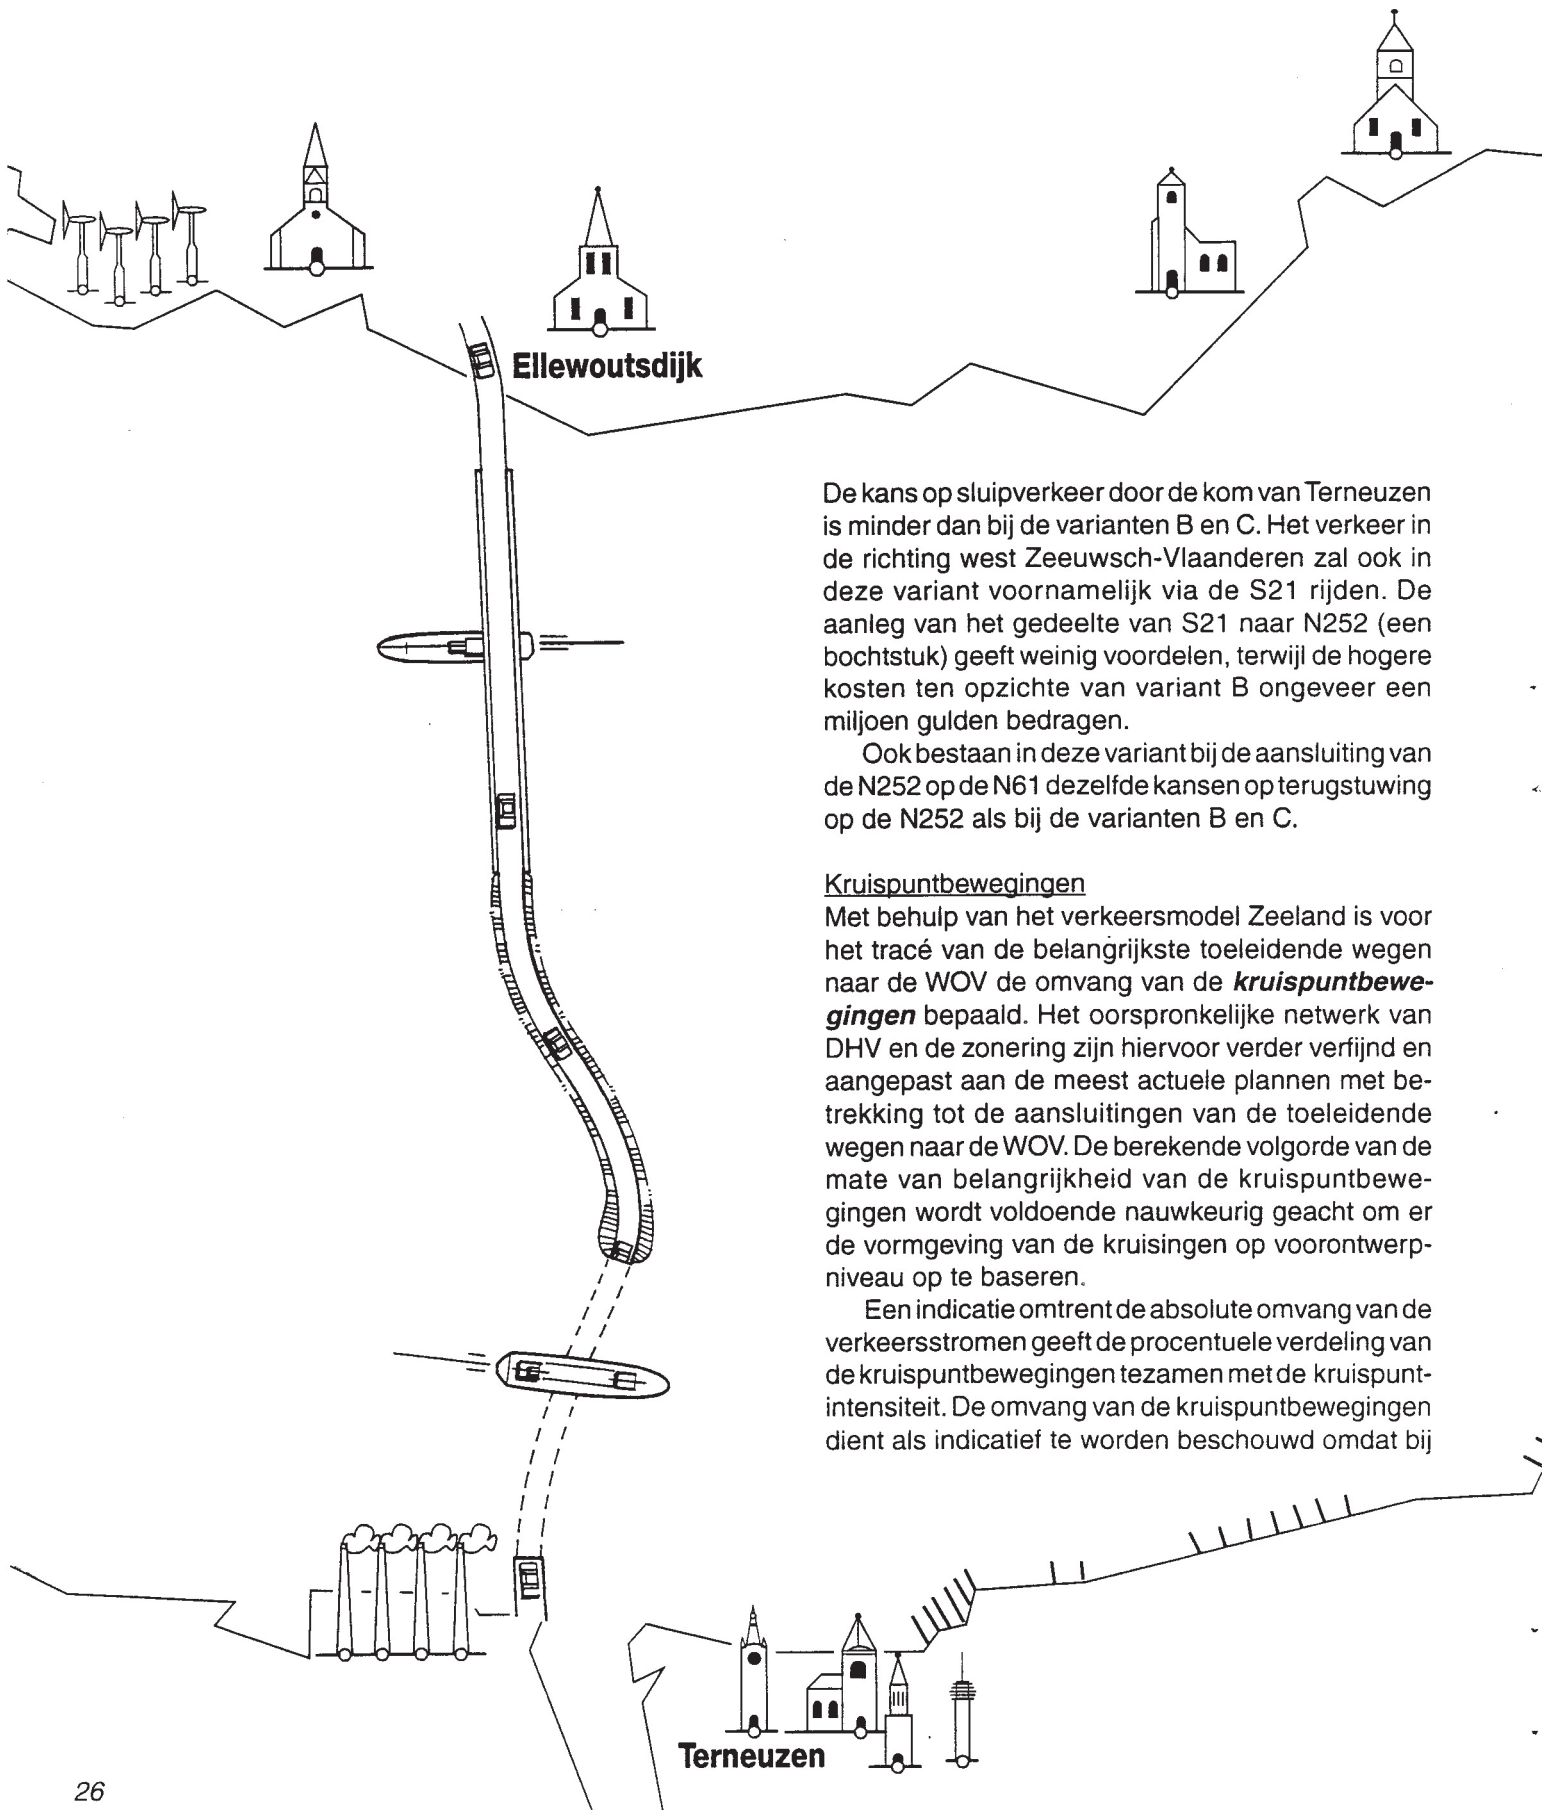 Ellewoutsdijk
De kans op sluipverkeer door de kom van Terneuzen
is minder dan bij de varianten B en C. Het verkeer in
de richting west Zeeuwsch-Vlaanderen zal ook in
deze variant voornamelijk via de S21 rijden. De
aanleg van het gedeelte van S21 naar N252 (een
bochtstuk) geeft weinig voordelen, terwijl de hogere
kosten ten opzichte van variant B ongeveer een
miljoen gulden bedragen.
Ook bestaan in deze variant bij de aansluiting van
de N252 op de N61 dezelfde kansen op terugstuwing
op de N252 als bij de varianten B en C.
Kruispuntbewegingen
Met behulp van het verkeersmodel Zeeland is voor
het tracé van de belangrijkste toeleidende wegen
naar de WOV de omvang van de kruispuntbewe-
gingen bepaald. Het oorspronkelijke netwerk van
DHV en de zonering zijn hiervoor verder verfijnd en
aangepast aan de meest actuele plannen met be-
trekking tot de aansluitingen van de toeleidende
wegen naar de WOV. De berekende volgorde van de
mate van belangrijkheid van de kruispuntbewe-
gingen wordt voldoende nauwkeurig geacht om er
de vormgeving van de kruisingen op voorontwerp-
niveau op te baseren.
Een indicatie omtrent de absolute omvang van de
verkeersstromen geeft de procentuele verdeling van
de kruispuntbewegingen tezamen met de kruispunt-
intensiteit. De omvang van de kruispuntbewegingen
dient als indicatief te worden beschouwd omdat bij
Terneuzen
26